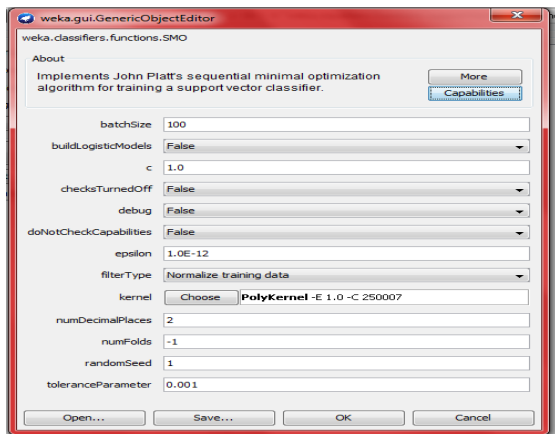 weka.gui.GenericObjectEditor
weka.classifiers.functions.SMO
About
Implements John Platt's sequential minimal optimization
algorithm for training a support vector classifier.
More
Capabilities
batchSize 100
buildLogisticModels False
c 1.0
checksTurnedOff False
debug False
doNotCheckCapabilities False
epsilon 1.0E-12
filterType Normalize training data
kernel Choose PolyKernel -E 1.0 -C 250007
numDecimalPlaces 2
numFolds -1
randomSeed 1
toleranceParameter 0.001
Open... Save... OK Cancel